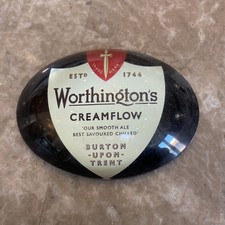 ESTD 1744
Worthington's
CREAMFLOW
'OUR SMOOTH ALE
BEST SAVOURED CHILLED'
BURTON
-UPON-
TRENT